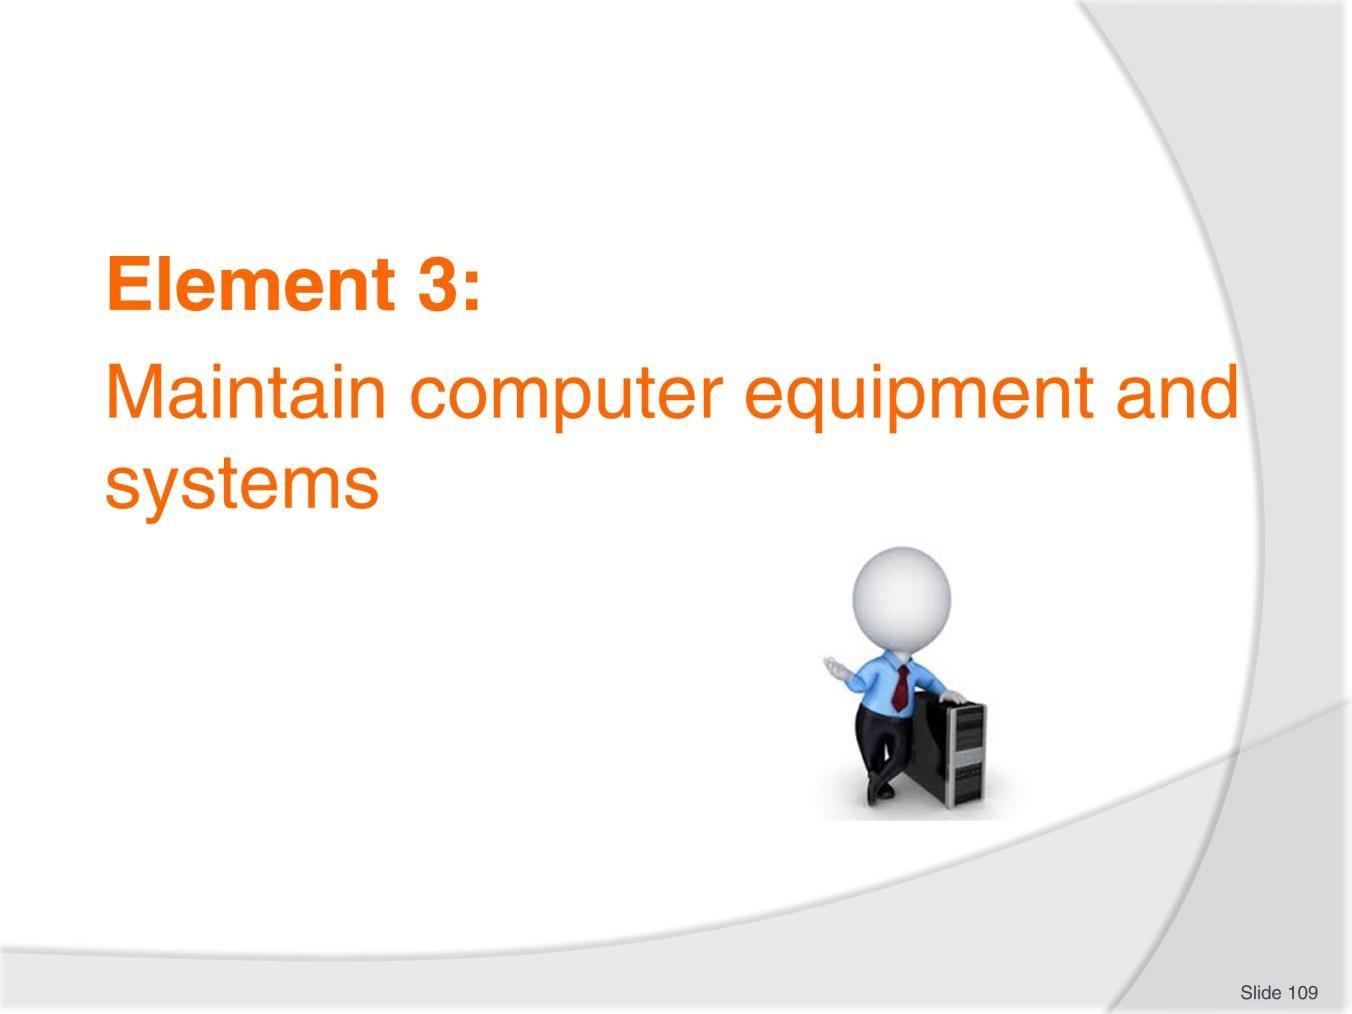 Element 3:
Maintain computer equipment and
systems
Slide 109